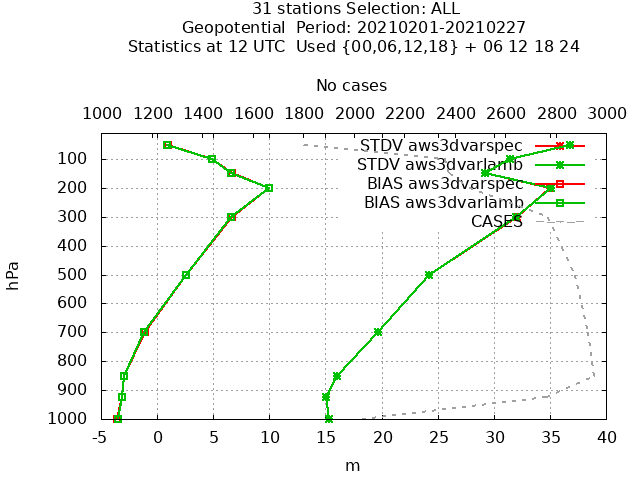 31 stations Selection: ALL
Geopotential  Period: 20210201-20210227
Statistics at 12 UTC  Used {00,06,12,18} + 06 12 18 24
No cases
1000 1200 1400 1600 1800 2000 2200 2400 2600 2800 3000
STDV aws3dvarspec
STDV aws3dvarlamb
BIAS aws3dvarspec
BIAS aws3dvarlamb
CASES
hPa
100
200
300
400
500
600
700
800
900
1000
-5 0 5 10 15 20 25 30 35 40
m